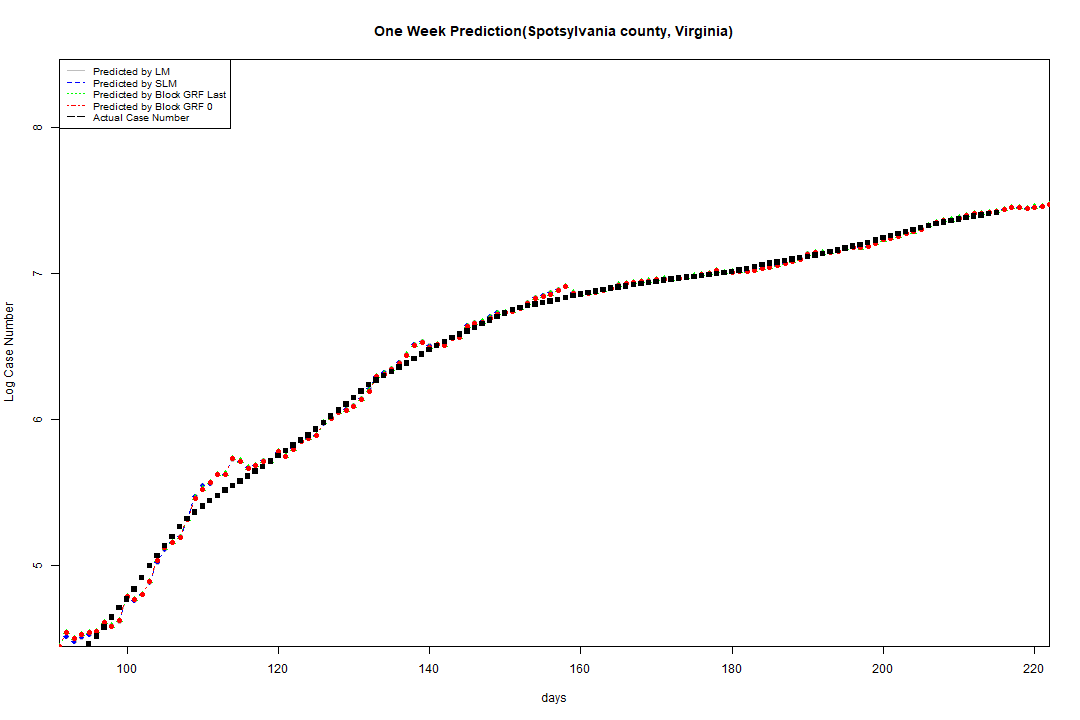 One Week Prediction(Spotsylvania county, Virginia)
Predicted by LM
Predicted by SLM
Predicted by Block GRF Last
Predicted by Block GRF 0
Actual Case Number
8
7
6
5
Log Case Number
100 120 140 160 180 200 220
days